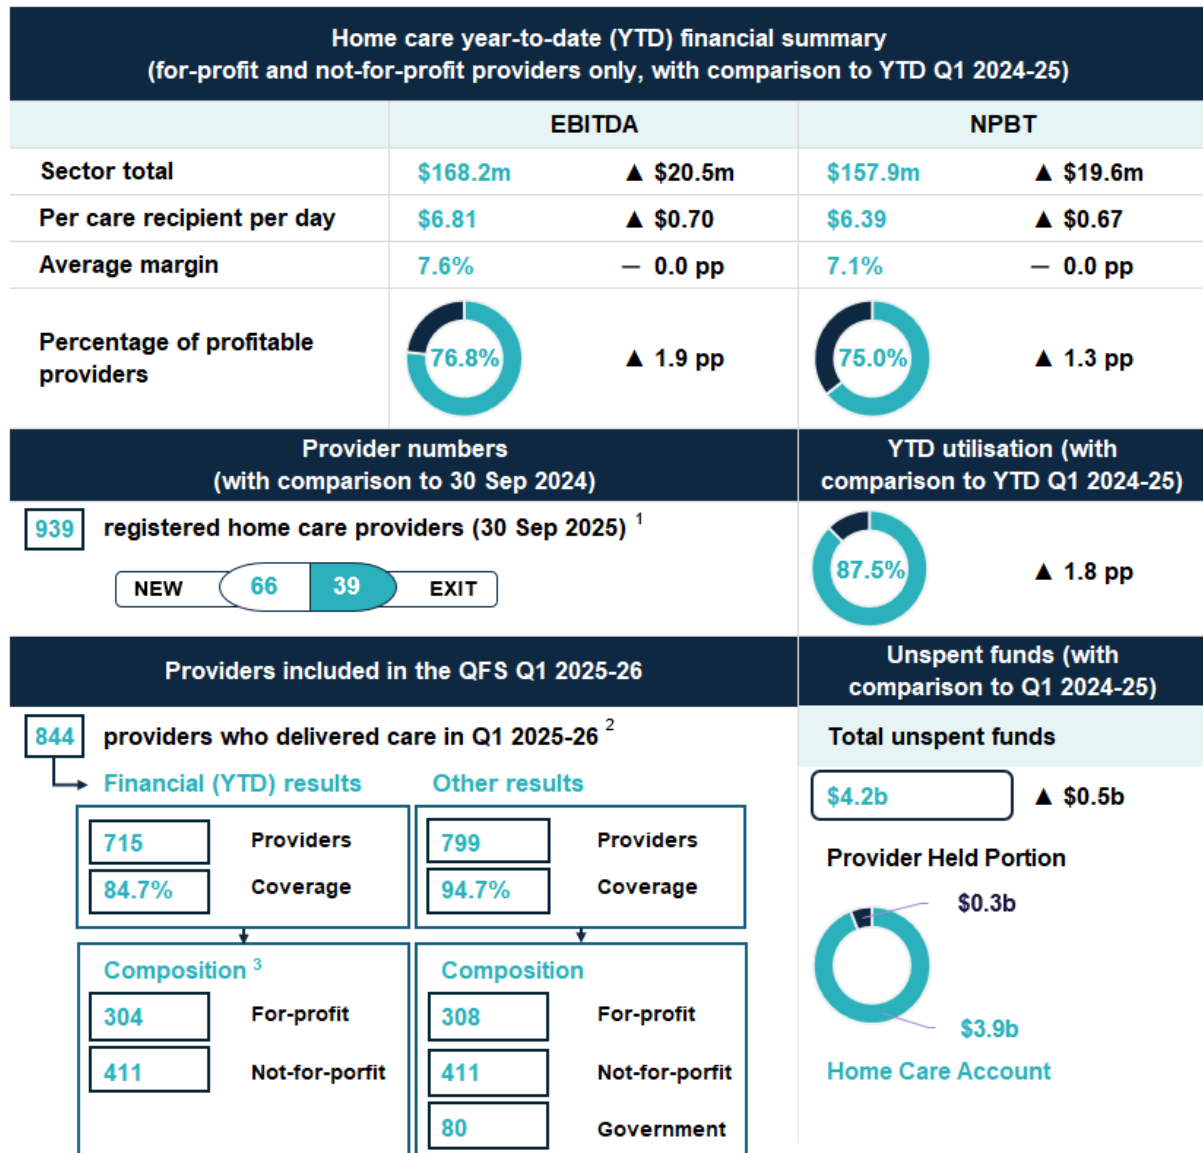 Home care year-to-date (YTD) financial summary
(for-profit and not-for-profit providers only, with comparison to YTD Q1 2024-25)
EBITDA NPBT
Sector total $168.2m ▲ $20.5m $157.9m ▲ $19.6m
Per care recipient per day $6.81 ▲ $0.70 $6.39 ▲ $0.67
Average margin 7.6% — 0.0 pp 7.1% — 0.0 pp
Percentage of profitable
providers
76.8% ▲ 1.9 pp 75.0% ▲ 1.3 pp
Provider numbers
(with comparison to 30 Sep 2024)
939 registered home care providers (30 Sep 2025) 1
NEW 66 39 EXIT
YTD utilisation (with
comparison to YTD Q1 2024-25)
87.5% ▲ 1.8 pp
Providers included in the QFS Q1 2025-26
844 providers who delivered care in Q1 2025-26 2
Financial (YTD) results
715 Providers
84.7% Coverage
Composition 3
304 For-profit
411 Not-for-porfit
Other results
799 Providers
94.7% Coverage
Composition
308 For-profit
411 Not-for-porfit
80 Government
Unspent funds (with
comparison to Q1 2024-25)
Total unspent funds
$4.2b ▲ $0.5b
Provider Held Portion
$0.3b
$3.9b
Home Care Account